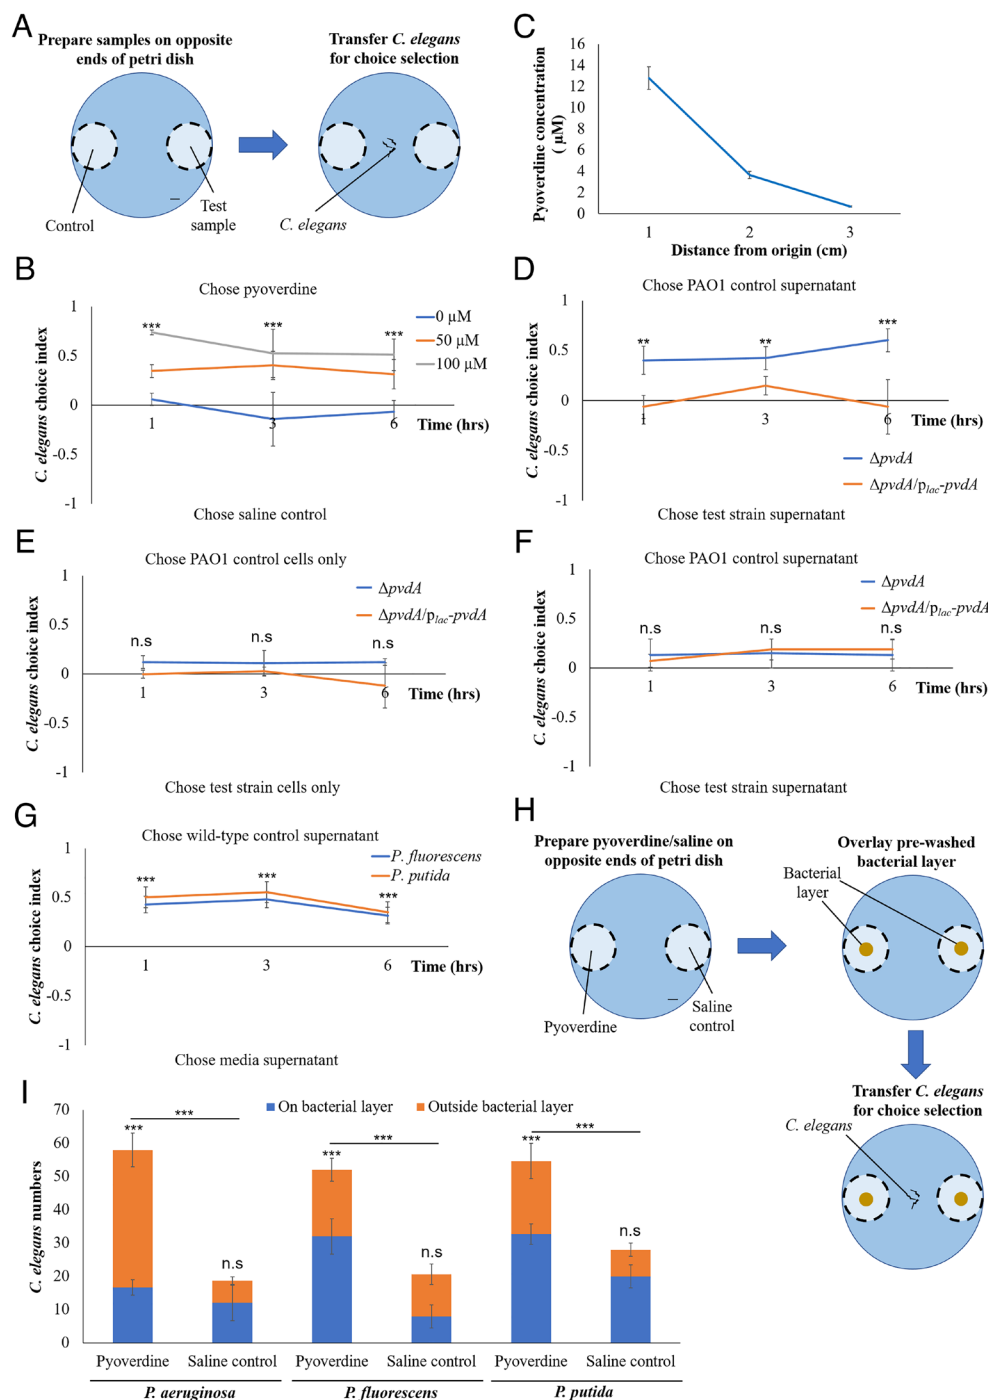 A
Prepare samples on opposite
ends of petri dish
Transfer C. elegans
for choice selection
Control
Test
sample
C. elegans
C
Pyoverdine concentration
( µM)
16
14
12
10
8
6
4
2
0
1 2 3
Distance from origin (cm)
B
Chose pyoverdine
C. elegans choice index
1
0.5
0
-0.5
-1
*** *** ***
0 µM
50 µM
100 µM
1 3 6 Time (hrs)
Chose saline control
D
Chose PAO1 control supernatant
C. elegans choice index
1
0.5
0
-0.5
-1
** ** ***
1 3 6 Time (hrs)
ΔpvdA
ΔpvdA/plac-pvdA
Chose test strain supernatant
E
Chose PAO1 control cells only
C. elegans choice index
1
0.5
0
-0.5
-1
ΔpvdA
ΔpvdA/plac-pvdA
n.s n.s n.s
1 3 6 Time (hrs)
Chose test strain cells only
F
Chose PAO1 control supernatant
C. elegans choice index
1
0.5
0
-0.5
-1
ΔpvdA
ΔpvdA/plac-pvdA
n.s n.s n.s
1 3 6 Time (hrs)
Chose test strain supernatant
G
Chose wild-type control supernatant
C. elegans choice index
1
0.5
0
-0.5
-1
P. fluorescens
P. putida
*** *** ***
1 3 6 Time (hrs)
Chose media supernatant
H
Prepare pyoverdine/saline on
opposite ends of petri dish
Overlay pre-washed
bacterial layer
Bacterial
layer
Pyoverdine
Saline
control
Transfer C. elegans
for choice selection
C. elegans
I
C. elegans numbers
70
60
50
40
30
20
10
0
On bacterial layer Outside bacterial layer
*** *** ***
*** *** ***
n.s n.s n.s
Pyoverdine Saline control Pyoverdine Saline control Pyoverdine Saline control
P. aeruginosa P. fluorescens P. putida